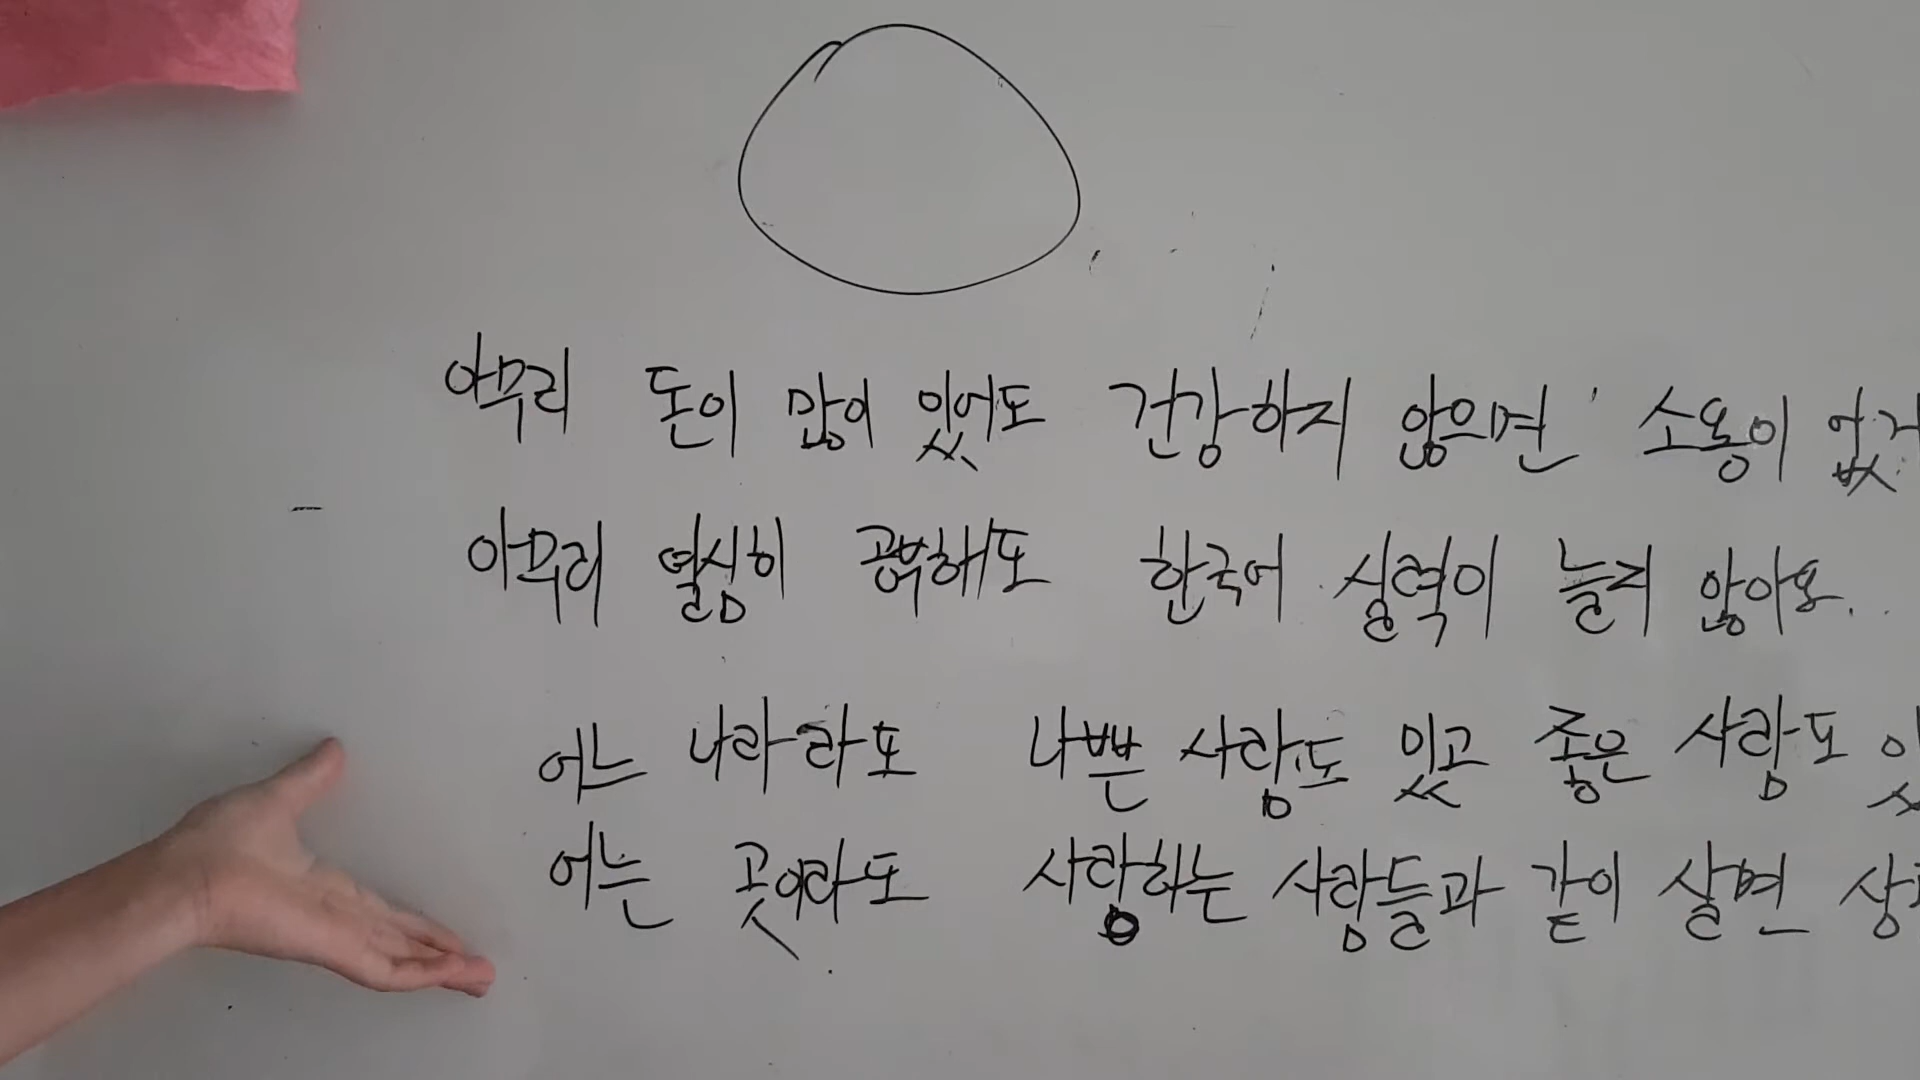 아무리 돈이 많이 있어도 건강하지 않으면 소용이
아무리 열심히 공부해도 한국어 실력이 늘지 않아요.
어느 나라라도 나쁜 사람도 있고 좋은 사람도
어는 곳이라도 사랑하는 사람들과 같이 살면